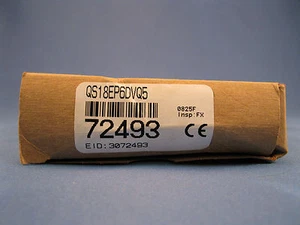 QS18EP6DVQ5
0825F
Insp:FX
72493
CE
EID:3072493